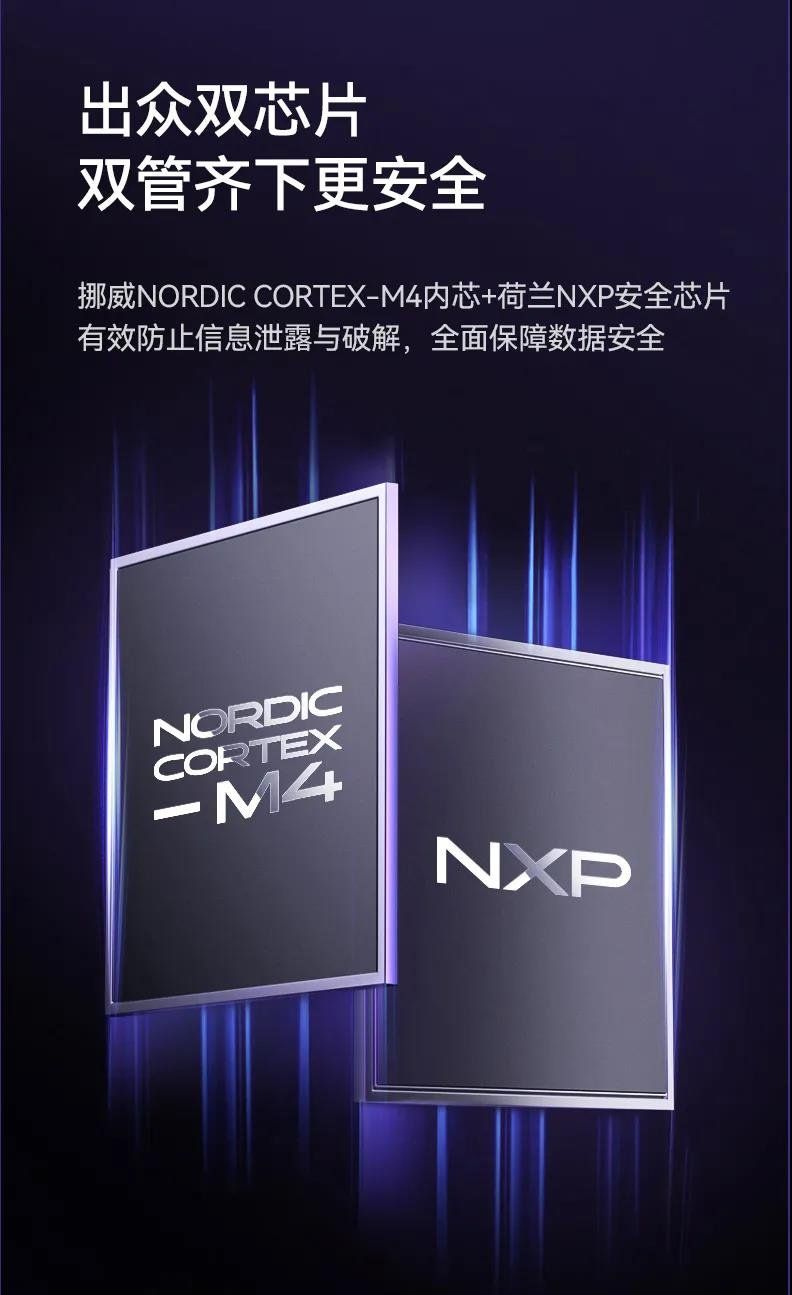 出众双芯片
双管齐下更安全
挪威NORDIC CORTEX-M4内芯+荷兰NXP安全芯片
有效防止信息泄露与破解，全面保障数据安全
NORDIC
CORTEX
-M4
NXP